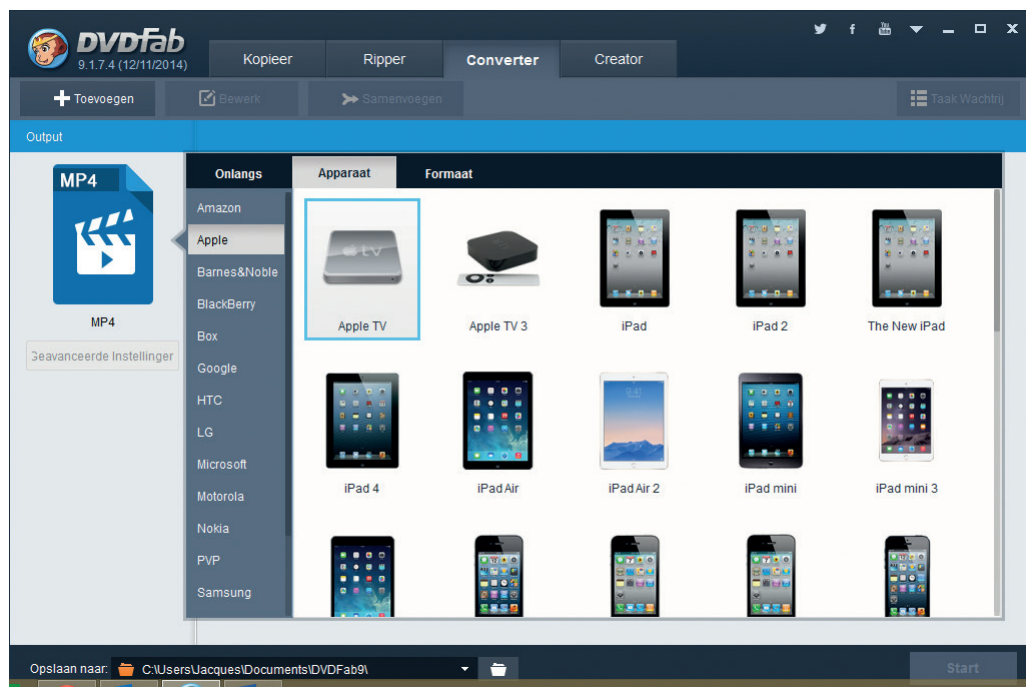 DVDFab
9.1.7.4 (12/11/2014)
Kopieer
Ripper
Converter
Creator
Toevoegen
Bewerk
Samenvoegen
Taak Wachtrij
Output
MP4
MP4
Geavanceerde Instellinger
Onlangs
Apparaat
Formaat
Amazon
Apple
Barnes&Noble
BlackBerry
Box
Google
HTC
LG
Microsoft
Motorola
Nokia
PVP
Samsung
Apple TV
Apple TV 3
iPad
iPad 2
The New iPad
iPad 4
iPad Air
iPad Air 2
iPad mini
iPad mini 3
Opslaan naar:
C:\Users\Jacques\Documents\DVDFab9\
Start